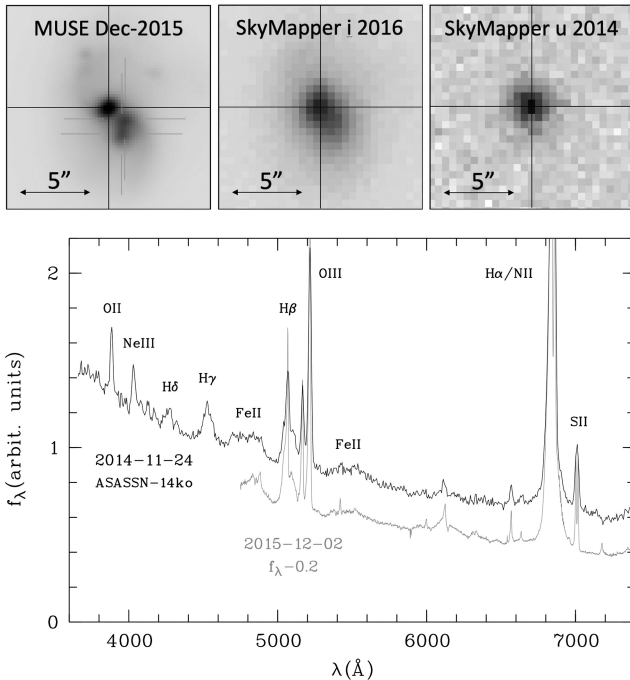 MUSE Dec-2015
SkyMapper i 2016
SkyMapper u 2014
5”
5”
5”
2
1
0
f_λ(arbit. units)
OII
NeIII
Hδ
Hγ
FeII
Hβ
OIII
FeII
Hα/NII
SII
2014−11−24
ASASSN−14ko
2015−12−02
f_λ−0.2
4000
5000
6000
7000
λ(Å)